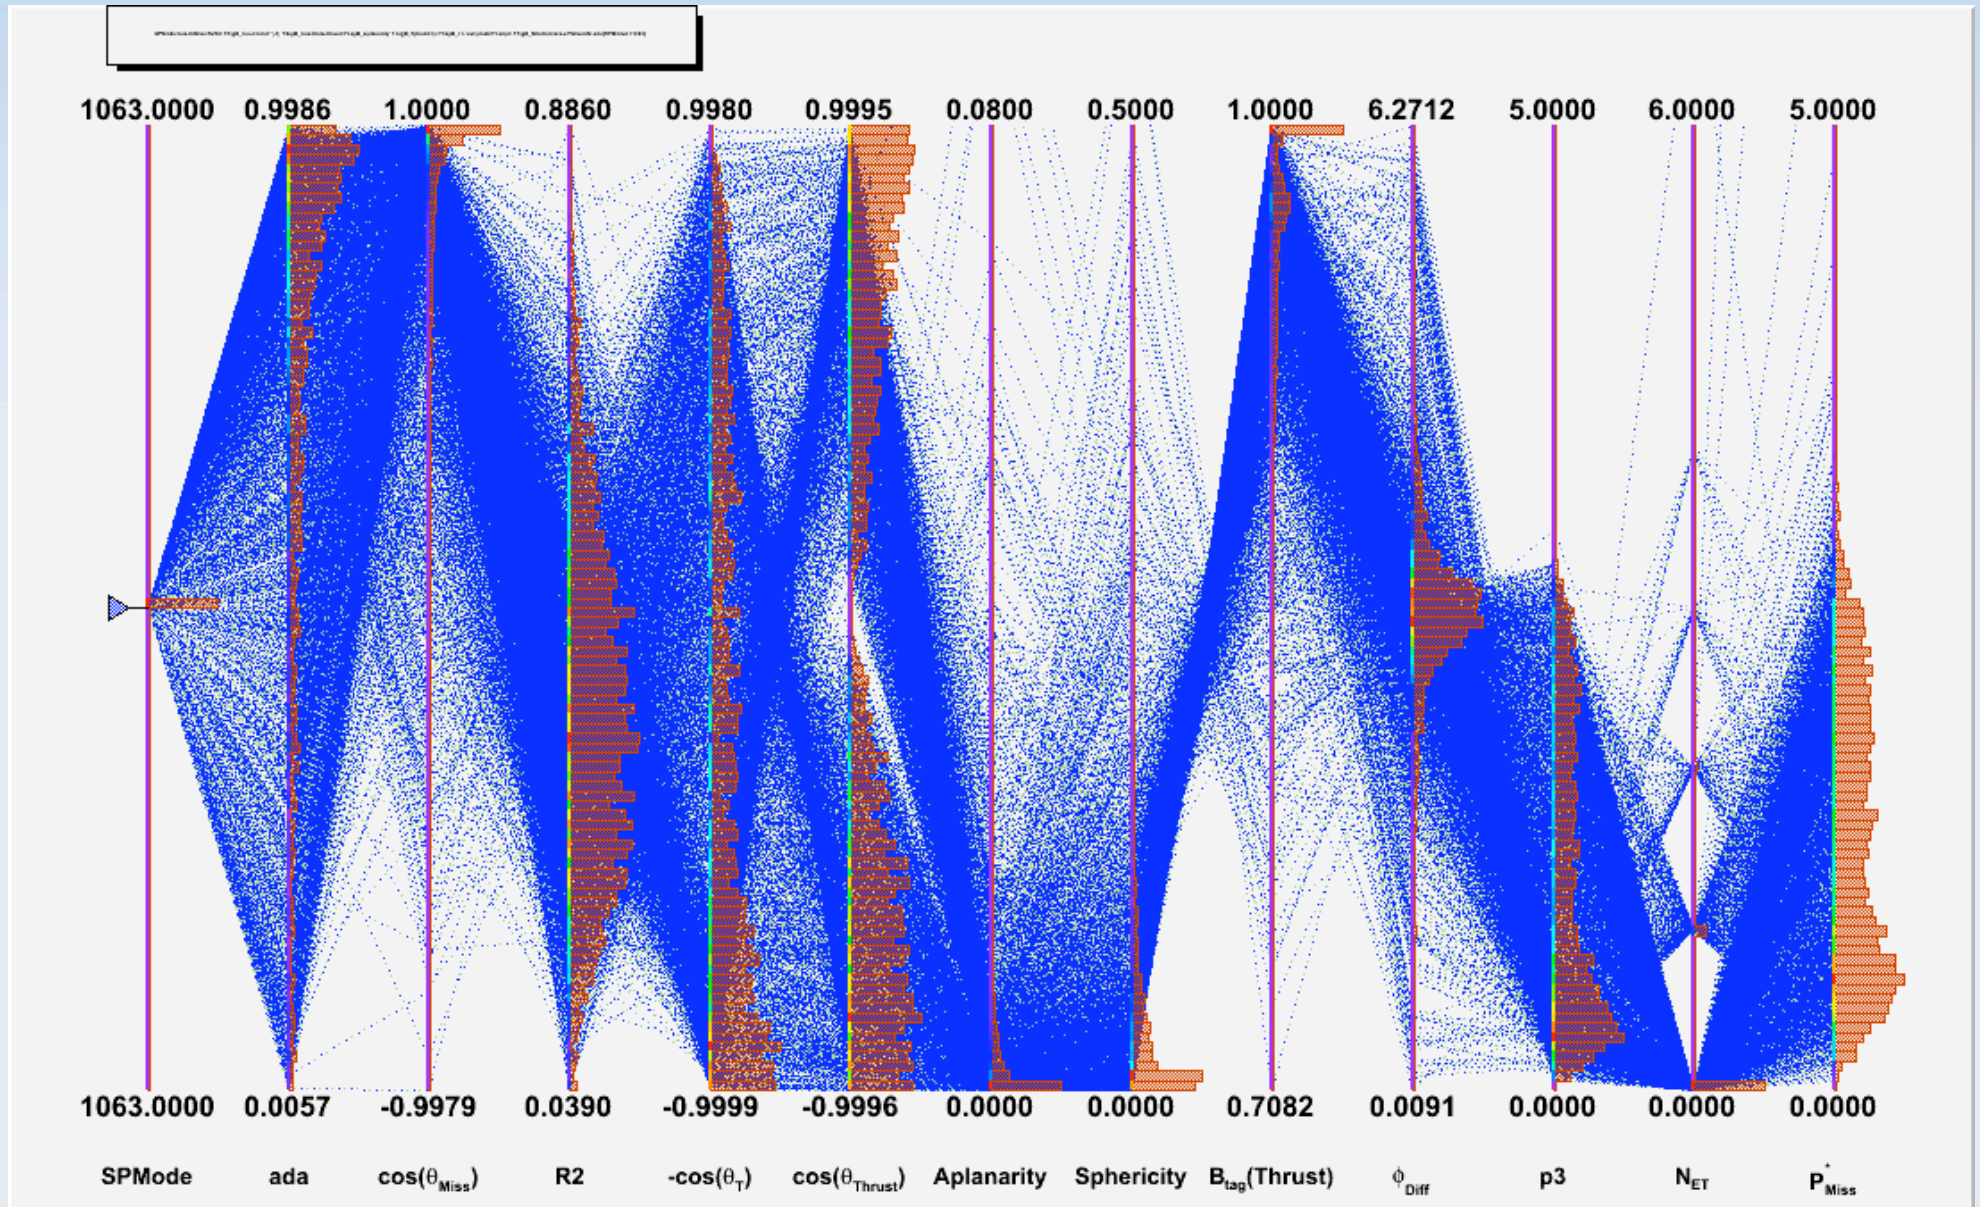 1063.0000 0.9986 1.0000 0.8860 0.9980 0.9995 0.0800 0.5000 1.0000 6.2712 5.0000 6.0000 5.0000
1063.0000 0.0057 -0.9979 0.0390 -0.9999 -0.9996 0.0000 0.0000 0.7082 0.0091 0.0000 0.0000 0.0000
SPMode ada cos(θMiss) R2 -cos(θT) cos(θThrust) Aplanarity Sphericity Btag(Thrust) ϕDiff p3 NET P*Miss